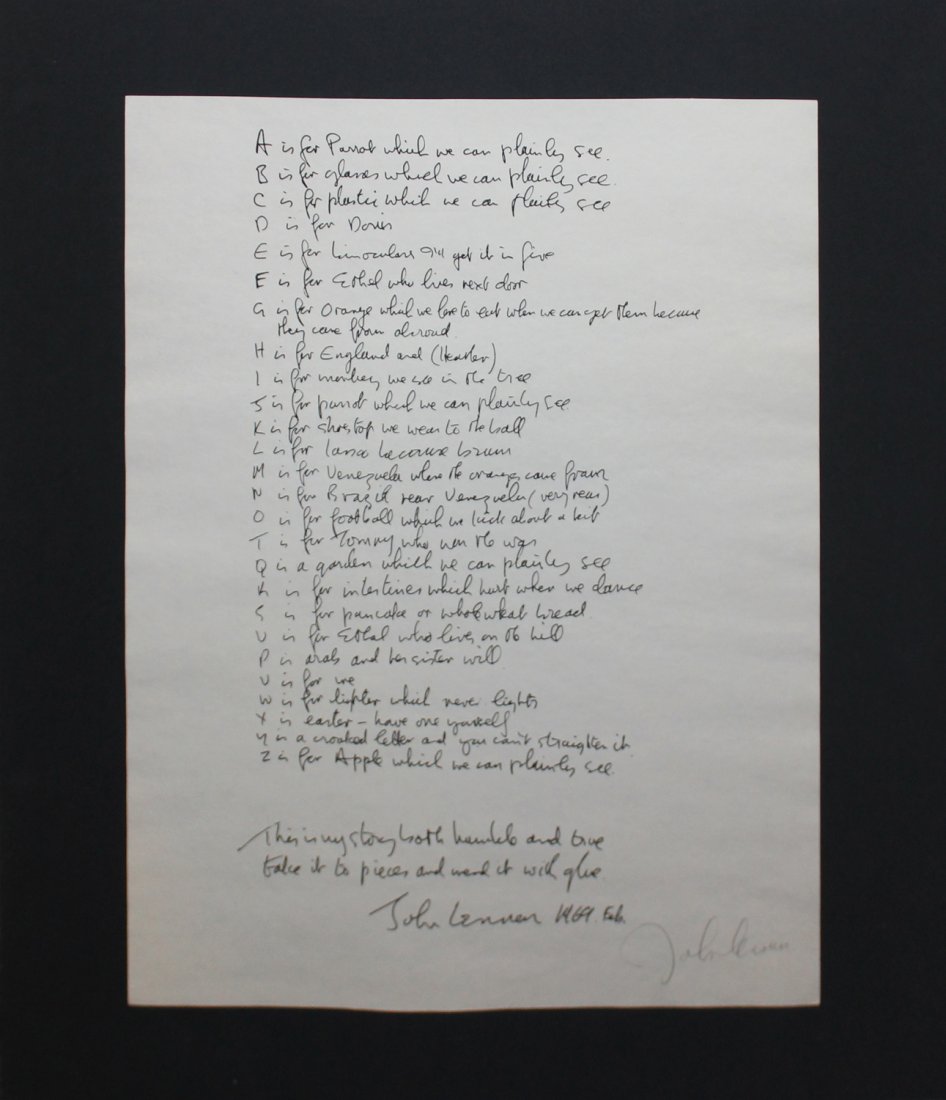 A is for Parrot which we can plainly see.
B is for glasses which we can plainly see.
C is for plastic which we can plainly see
D is for Doris
E is for binoculars I'll get it in five
E is for Ethel who lives next door
G is for Orange which we love to eat when we can get them because
they come from abroad.
H is for England and (Heather)
I is for monkey we see in the tree
J is for parrot which we can plainly see
K is for shoetop we wear to the ball
L is for lassa because brum
M is for Venezuela where the oranges come from
N is for Brazil near Venezuela (very near)
O is for football which we kick about a bit
T is for Tommy who won the war
Q is a garden which we can plainly see
R is for intestines which hurt when we dance
S is for pancake or wholewheat bread.
U is for Ethel who lives on the hill
P is arab and her sister will.
V is for me
W is for lighter which never lights
X is easter - have one yourself
Y is a crooked letter and you can't straighten it
Z is for Apple which we can plainly see.
This is my story both humble and true
take it to pieces and mend it with glue
John Lennon 1969. Feb.
John Lennon